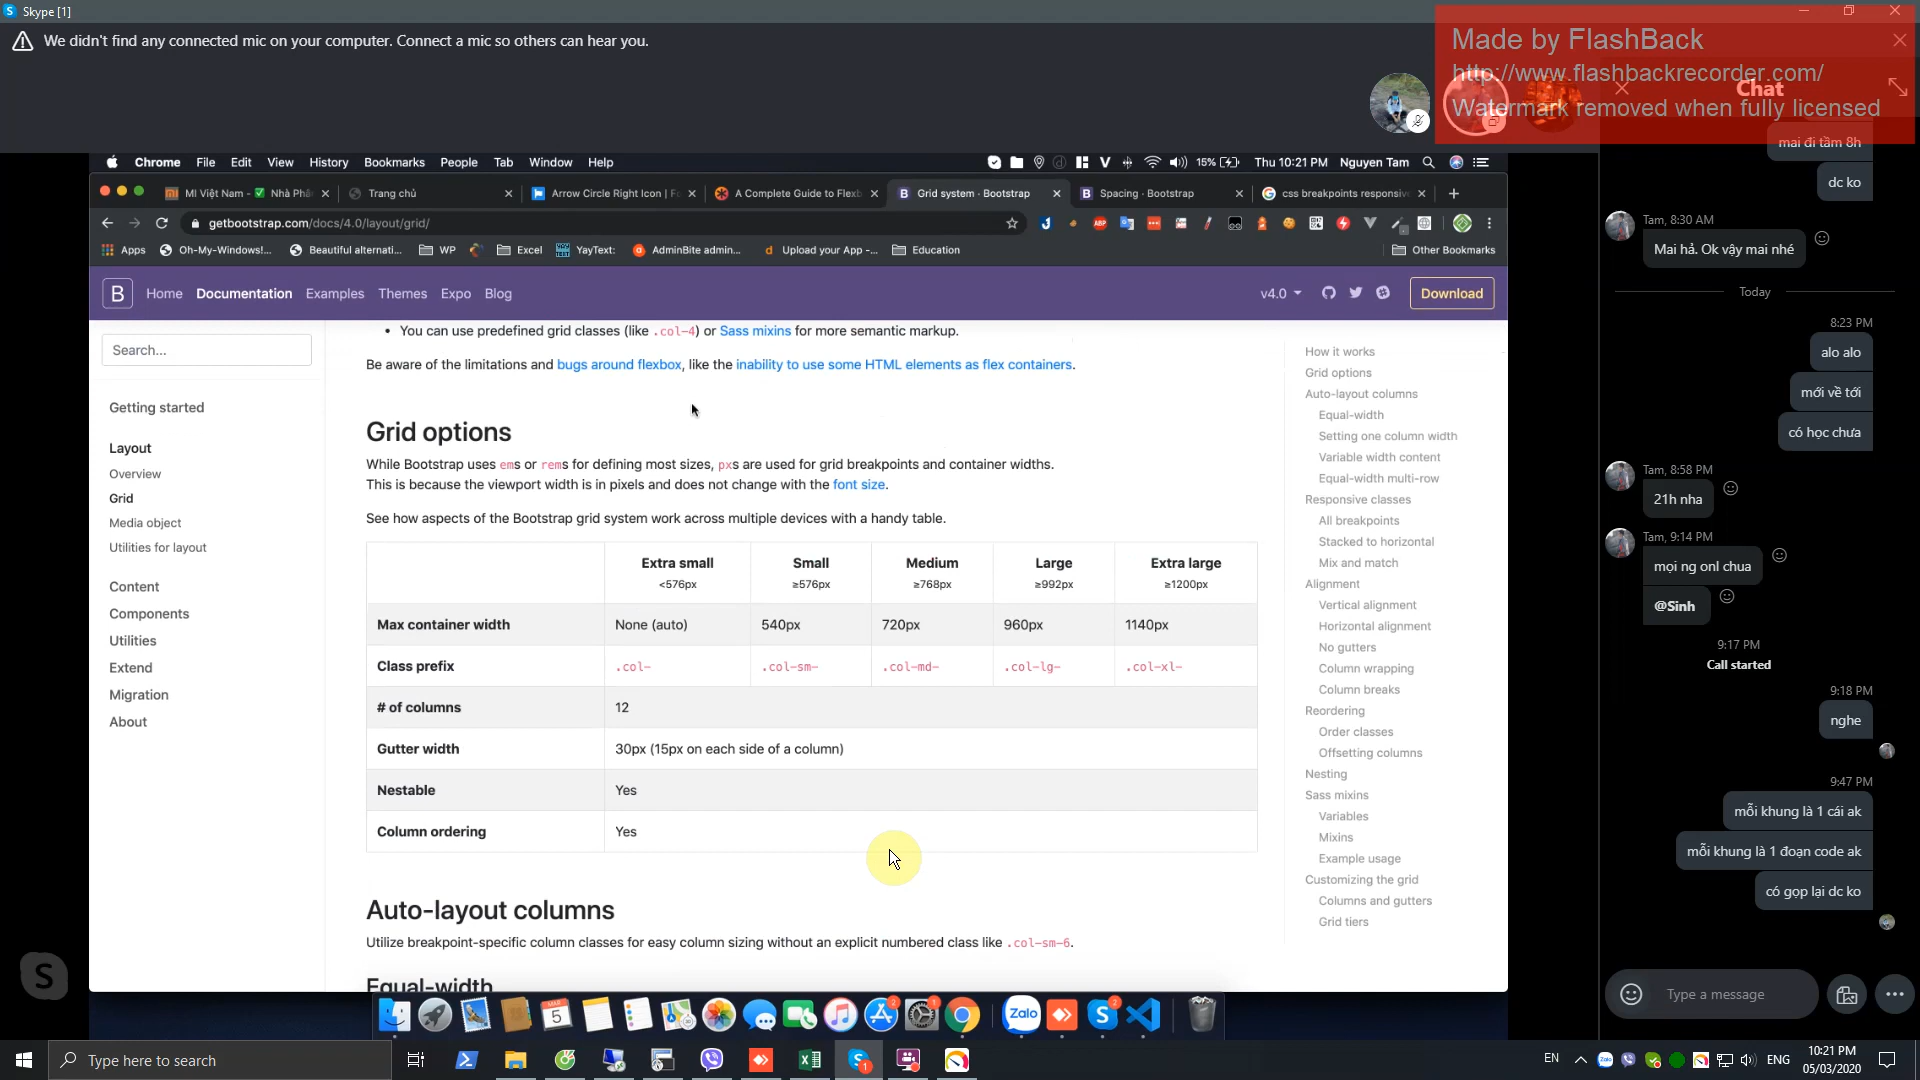 Skype [1]
We didn't find any connected mic on your computer. Connect a mic so others can hear you.
Made by FlashBack
http://www.flashbackrecorder.com/
Watermark removed when fully licensed
Chat
Chrome File Edit View History Bookmarks People Tab Window Help
15% Thu 10:21 PM Nguyen Tam
MI Việt Nam - Nhà Phâ
Trang chủ
Arrow Circle Right Icon | Fo
A Complete Guide to Flexb
Grid system · Bootstrap
Spacing · Bootstrap
css breakpoints responsiv
getbootstrap.com/docs/4.0/layout/grid/
Apps Oh-My-Windows!... Beautiful alternati... WP Excel YayText: AdminBite admin... Upload your App -... Education Other Bookmarks
B Home Documentation Examples Themes Expo Blog v4.0 Download
Search...
Getting started
Layout
Overview
Grid
Media object
Utilities for layout
Content
Components
Utilities
Extend
Migration
About
• You can use predefined grid classes (like .col-4) or Sass mixins for more semantic markup.
Be aware of the limitations and bugs around flexbox, like the inability to use some HTML elements as flex containers.
Grid options
While Bootstrap uses ems or rems for defining most sizes, pxs are used for grid breakpoints and container widths.
This is because the viewport width is in pixels and does not change with the font size.
See how aspects of the Bootstrap grid system work across multiple devices with a handy table.
Extra small Small Medium Large Extra large
<576px ≥576px ≥768px ≥992px ≥1200px
Max container width None (auto) 540px 720px 960px 1140px
Class prefix .col- .col-sm- .col-md- .col-lg- .col-xl-
# of columns 12
Gutter width 30px (15px on each side of a column)
Nestable Yes
Column ordering Yes
Auto-layout columns
Utilize breakpoint-specific column classes for easy column sizing without an explicit numbered class like .col-sm-6.
Equal-width
How it works
Grid options
Auto-layout columns
Equal-width
Setting one column width
Variable width content
Equal-width multi-row
Responsive classes
All breakpoints
Stacked to horizontal
Mix and match
Alignment
Vertical alignment
Horizontal alignment
No gutters
Column wrapping
Column breaks
Reordering
Order classes
Offsetting columns
Nesting
Sass mixins
Variables
Mixins
Example usage
Customizing the grid
Columns and gutters
Grid tiers
mai đi tầm 8h
dc ko
Tam, 8:30 AM
Mai hả. Ok vậy mai nhé
Today
8:23 PM
alo alo
mới về tới
có học chưa
Tam, 8:58 PM
21h nha
Tam, 9:14 PM
mọi ng onl chua
@Sinh
9:17 PM
Call started
9:18 PM
nghe
9:47 PM
mỗi khung là 1 cái ak
mỗi khung là 1 đoạn code ak
có gọp lại dc ko
Type a message
MAR
5
Zalo
Type here to search
EN ENG
10:21 PM
05/03/2020